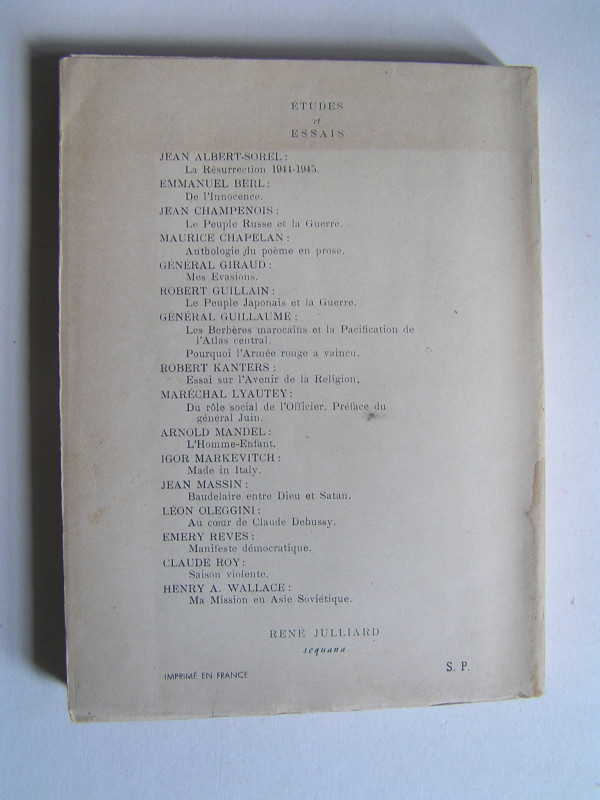 ÉTUDES
et
ESSAIS
JEAN ALBERT-SOREL :
La Résurrection 1944-1945.
EMMANUEL BERL :
De l'Innocence.
JEAN CHAMPENOIS :
Le Peuple Russe et la Guerre.
MAURICE CHAPELAN :
Anthologie du poème en prose.
GÉNÉRAL GIRAUD :
Mes Evasions.
ROBERT GUILLAIN :
Le Peuple Japonais et la Guerre.
GÉNÉRAL GUILLAUME :
Les Berbères marocains et la Pacification de
l'Atlas central.
Pourquoi l'Armée rouge a vaincu.
ROBERT KANTERS :
Essai sur l'Avenir de la Religion.
MARÉCHAL LYAUTEY :
Du rôle social de l'Officier. Préface du
général Juin.
ARNOLD MANDEL :
L'Homme-Enfant.
IGOR MARKEVITCH :
Made in Italy.
JEAN MASSIN :
Baudelaire entre Dieu et Satan.
LÉON OLEGGINI :
Au cœur de Claude Debussy.
EMERY REVES :
Manifeste démocratique.
CLAUDE ROY :
Saison violente.
HENRY A. WALLACE :
Ma Mission en Asie Soviétique.
RENÉ JULLIARD
sequana
IMPRIMÉ EN FRANCE
S. P.